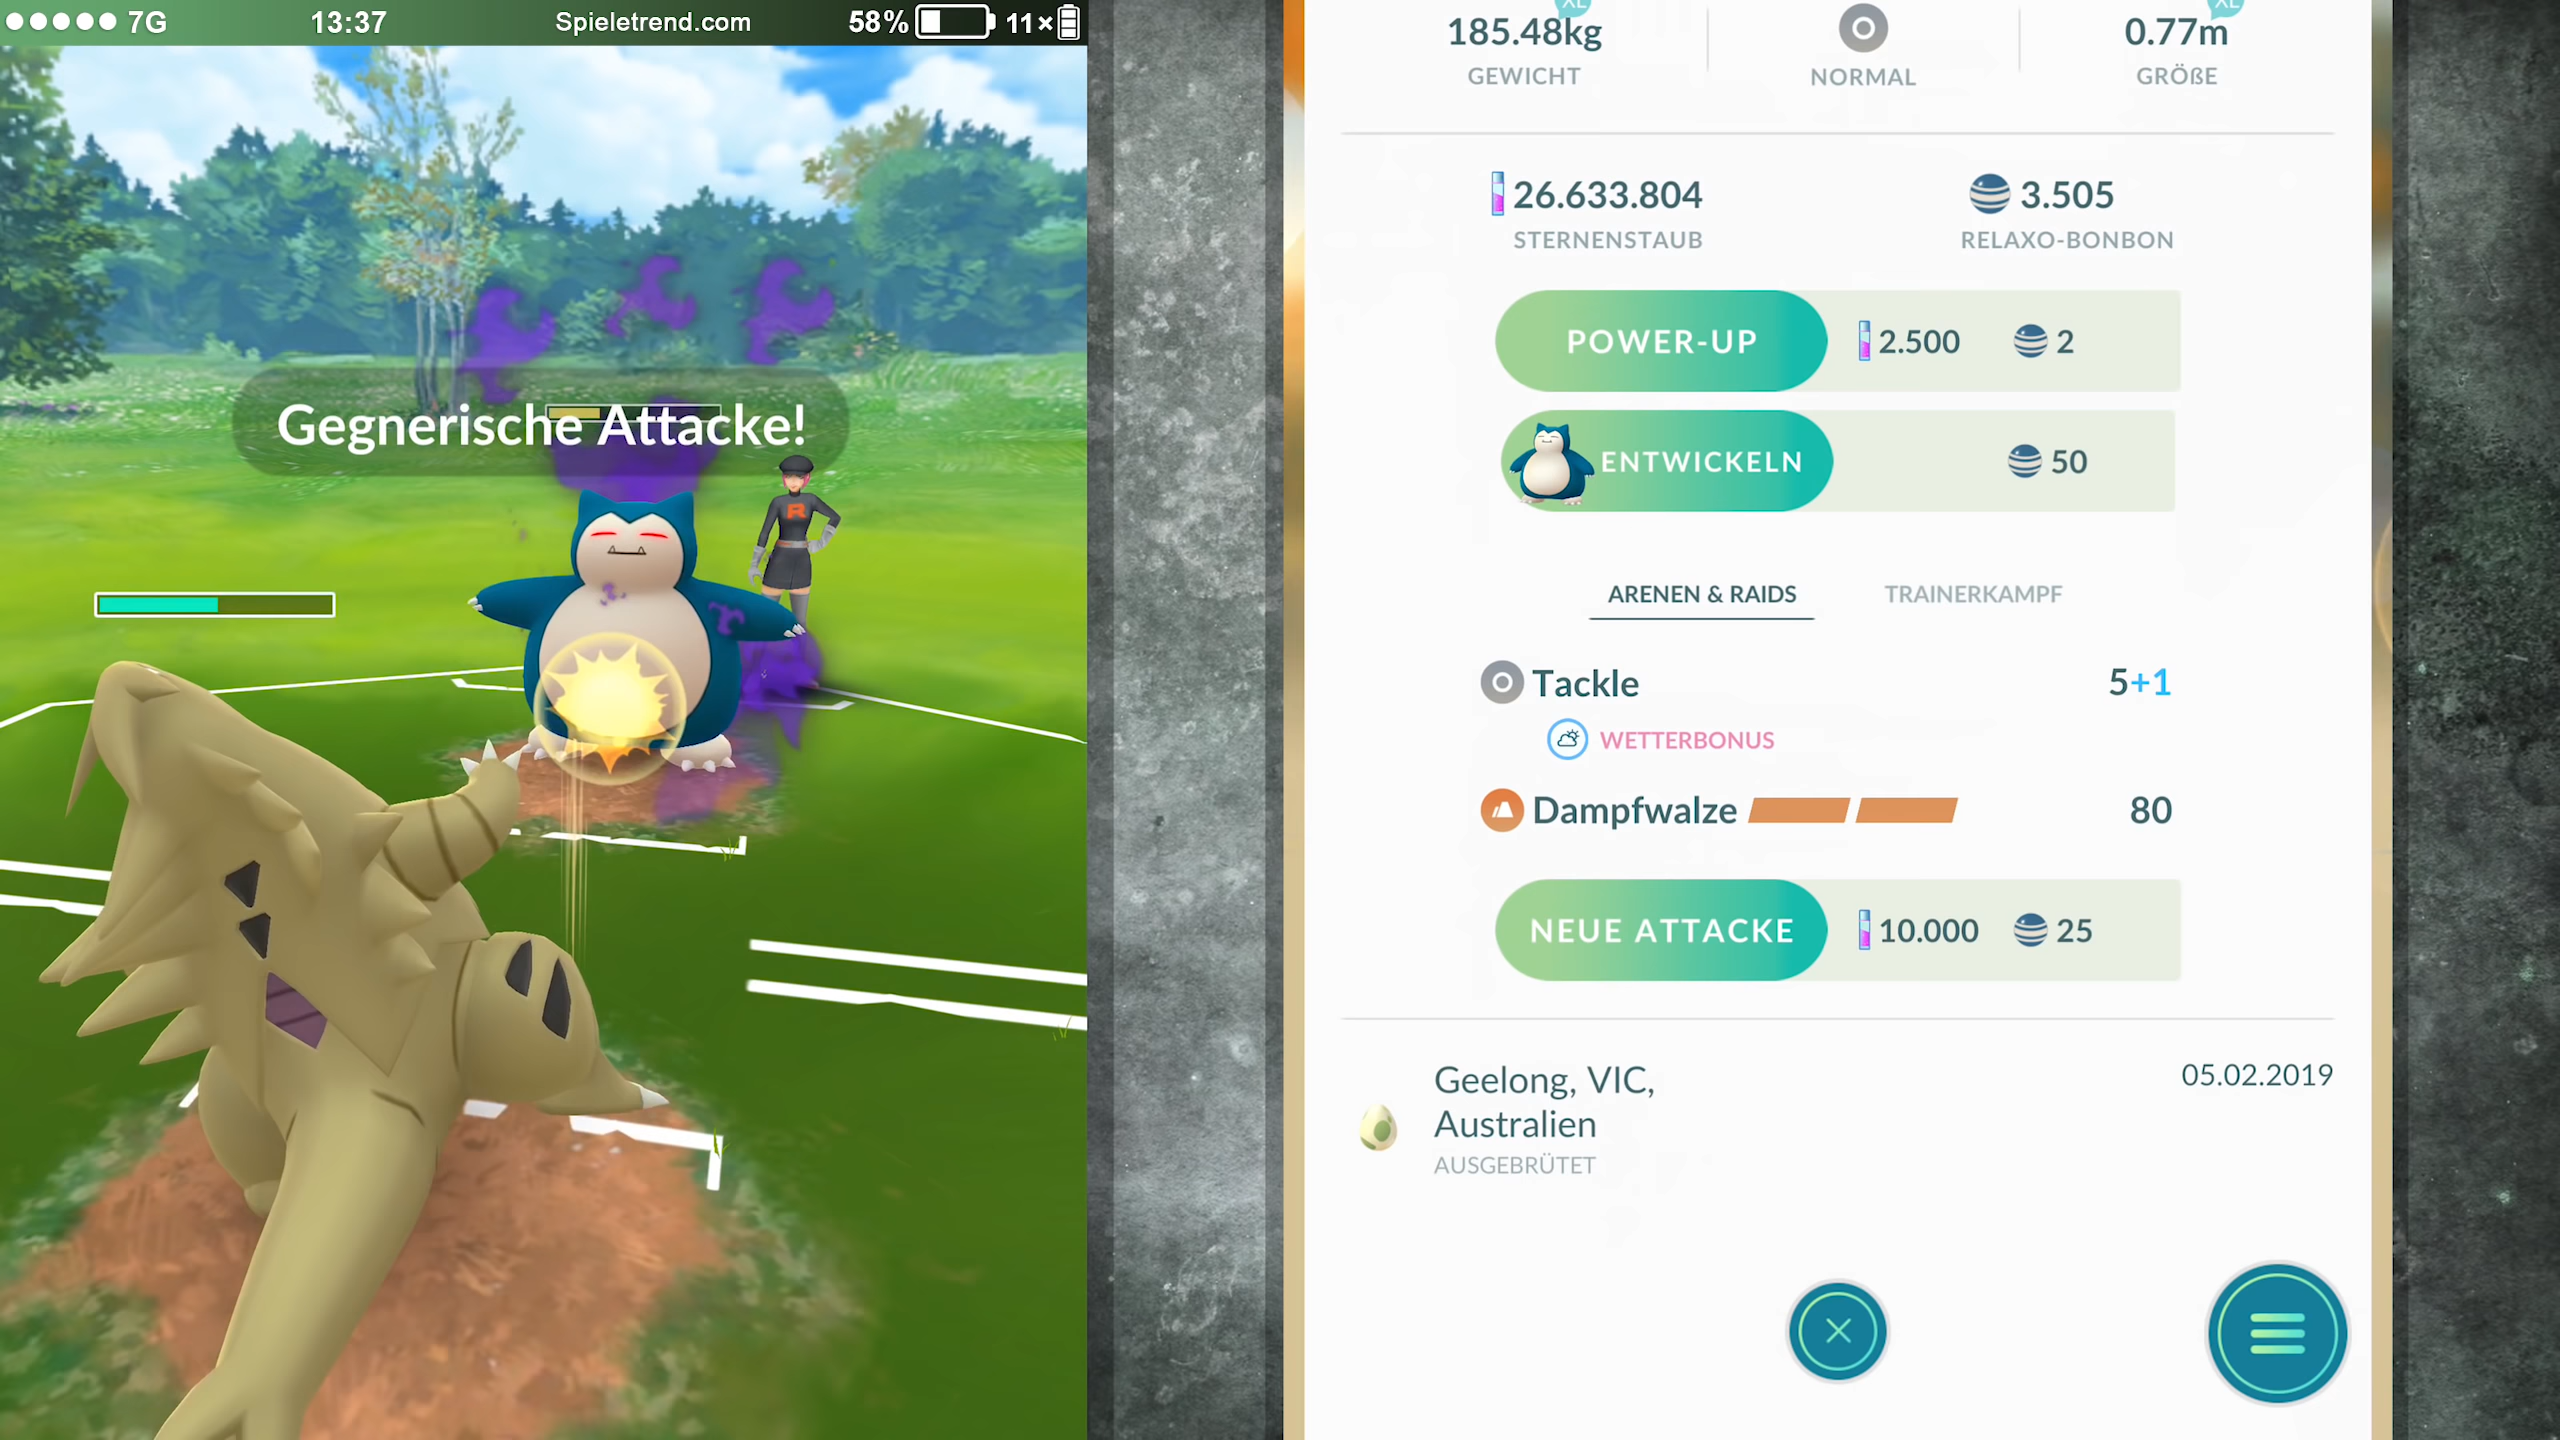 7G 13:37 Spieletrend.com 58% 11×
Gegnerische Attacke!
R
XL XL
185.48kg 0.77m
GEWICHT NORMAL GRÖßE
26.633.804 3.505
STERNENSTAUB RELAXO-BONBON
POWER-UP 2.500 2
ENTWICKELN 50
ARENEN & RAIDS TRAINERKAMPF
Tackle 5+1
WETTERBONUS
Dampfwalze 80
NEUE ATTACKE 10.000 25
Geelong, VIC, 05.02.2019
Australien
AUSGEBRÜTET